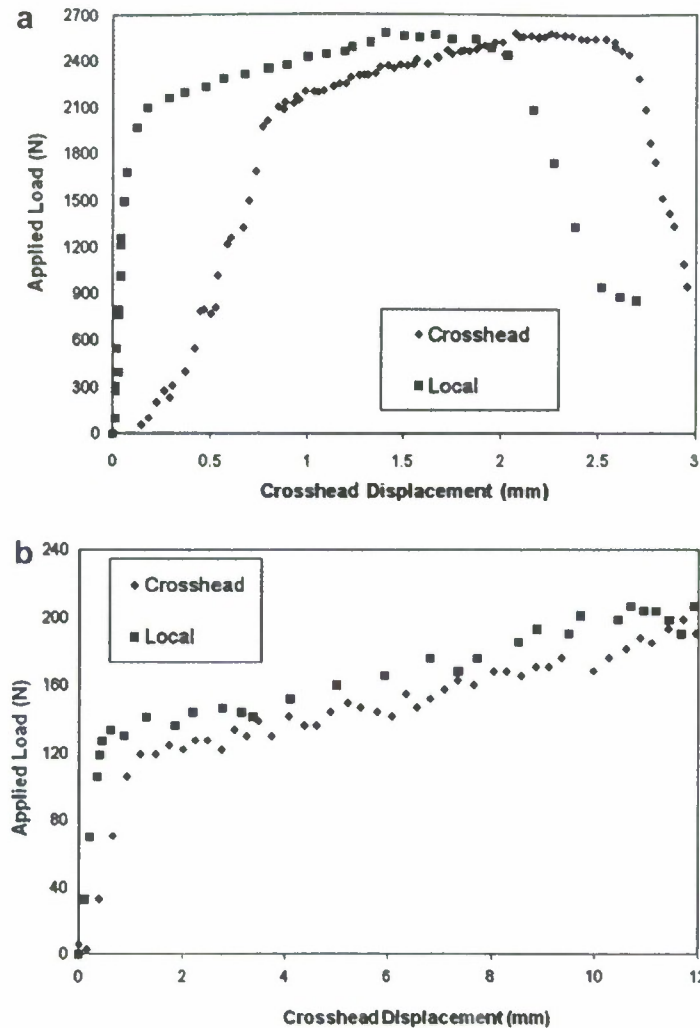 a
2700
2400
2100
1800
1500
1200
900
600
300
0
Applied Load (N)
Crosshead
Local
0 0.5 1 1.5 2 2.5 3
Crosshead Displacement (mm)
b
240
200
160
120
80
40
0
Applied Load (N)
Crosshead
Local
0 2 4 6 8 10 12
Crosshead Displacement (mm)